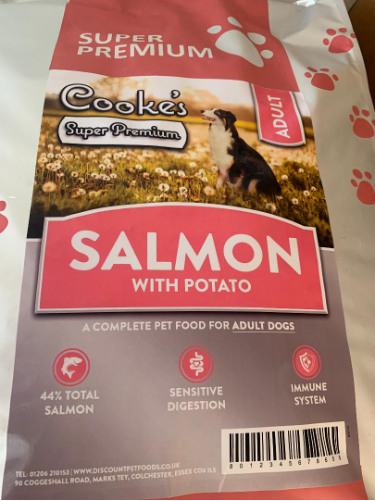 SUPER
PREMIUM
Cooke's
Super Premium
ADULT
SALMON
WITH POTATO
A COMPLETE PET FOOD FOR ADULT DOGS
44% TOTAL
SALMON
SENSITIVE
DIGESTION
IMMUNE
SYSTEM
TEL: 01206 210153 | WWW.DISCOUNTPETFOODS.CO.UK
90 COGGESHALL ROAD, MARKS TEY, COLCHESTER, ESSEX CO6 1LS